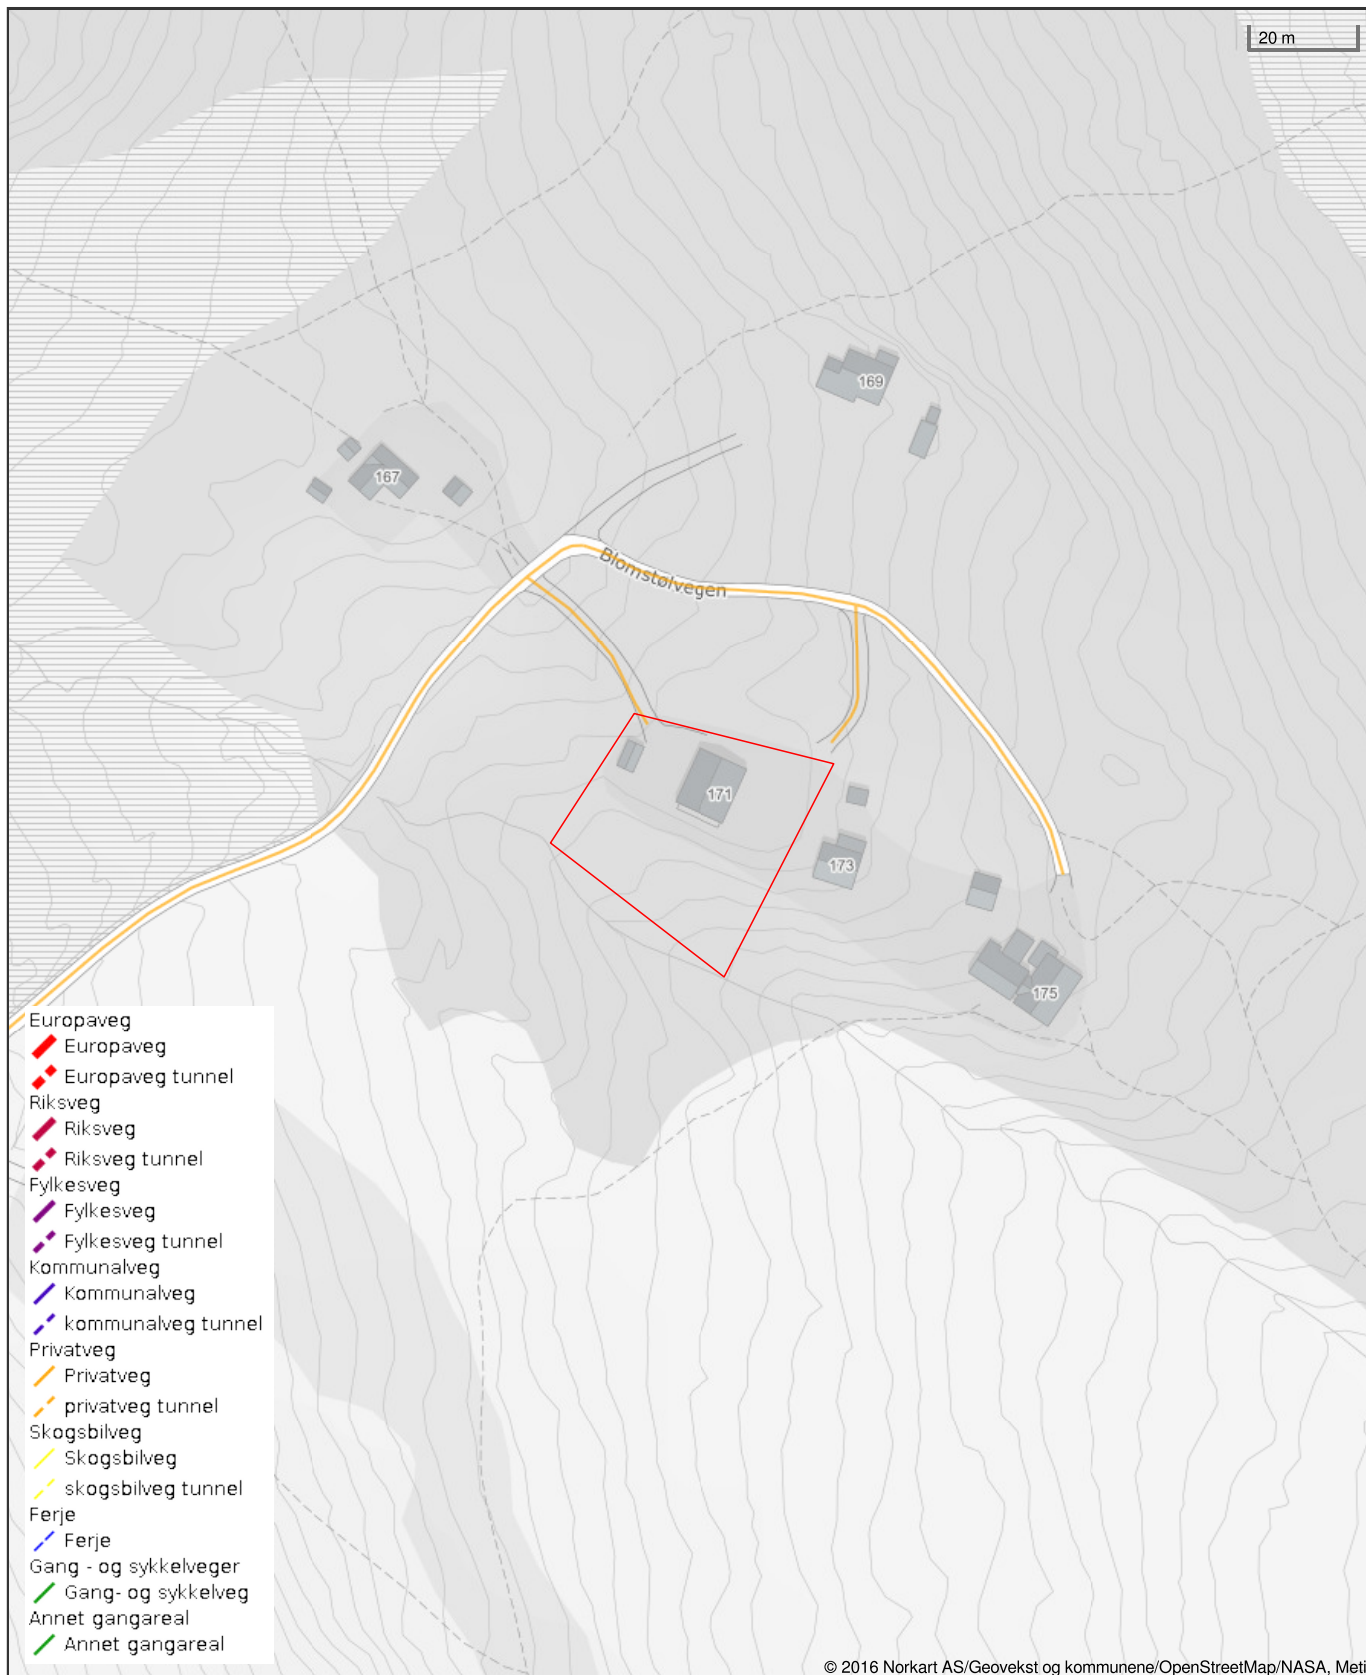 20 m
169
167
Blomstølvegen
171
173
175
Europaveg
Europaveg
Europaveg tunnel
Riksveg
Riksveg
Riksveg tunnel
Fylkesveg
Fylkesveg
Fylkesveg tunnel
Kommunalveg
Kommunalveg
kommunalveg tunnel
Privatveg
Privatveg
privatveg tunnel
Skogsbilveg
Skogsbilveg
skogsbilveg tunnel
Ferje
Ferje
Gang - og sykkelveger
Gang- og sykkelveg
Annet gangareal
Annet gangareal
© 2016 Norkart AS/Geovekst og kommunene/OpenStreetMap/NASA, Meti